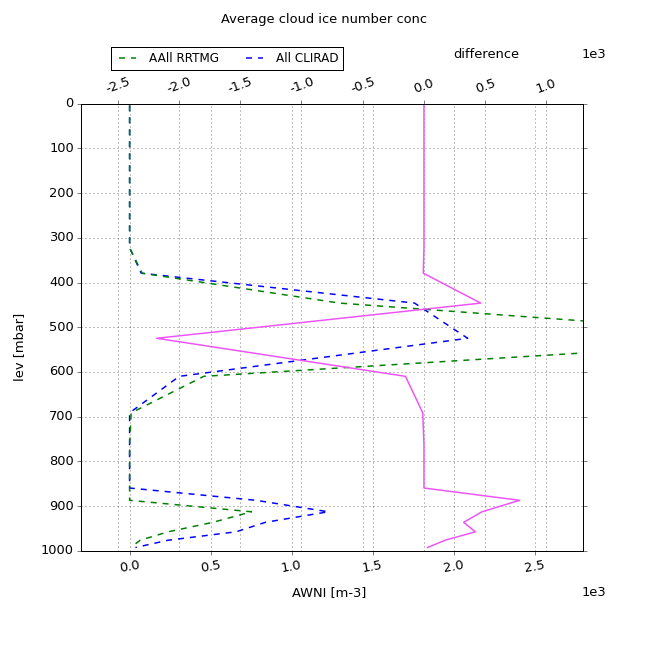 Average cloud ice number conc
AAll RRTMG All CLIRAD
difference 1e3
-2.5 -2.0 -1.5 -1.0 -0.5 0.0 0.5 1.0
0
100
200
300
400
500
600
700
800
900
1000
lev [mbar]
0.0 0.5 1.0 1.5 2.0 2.5
AWNI [m-3] 1e3